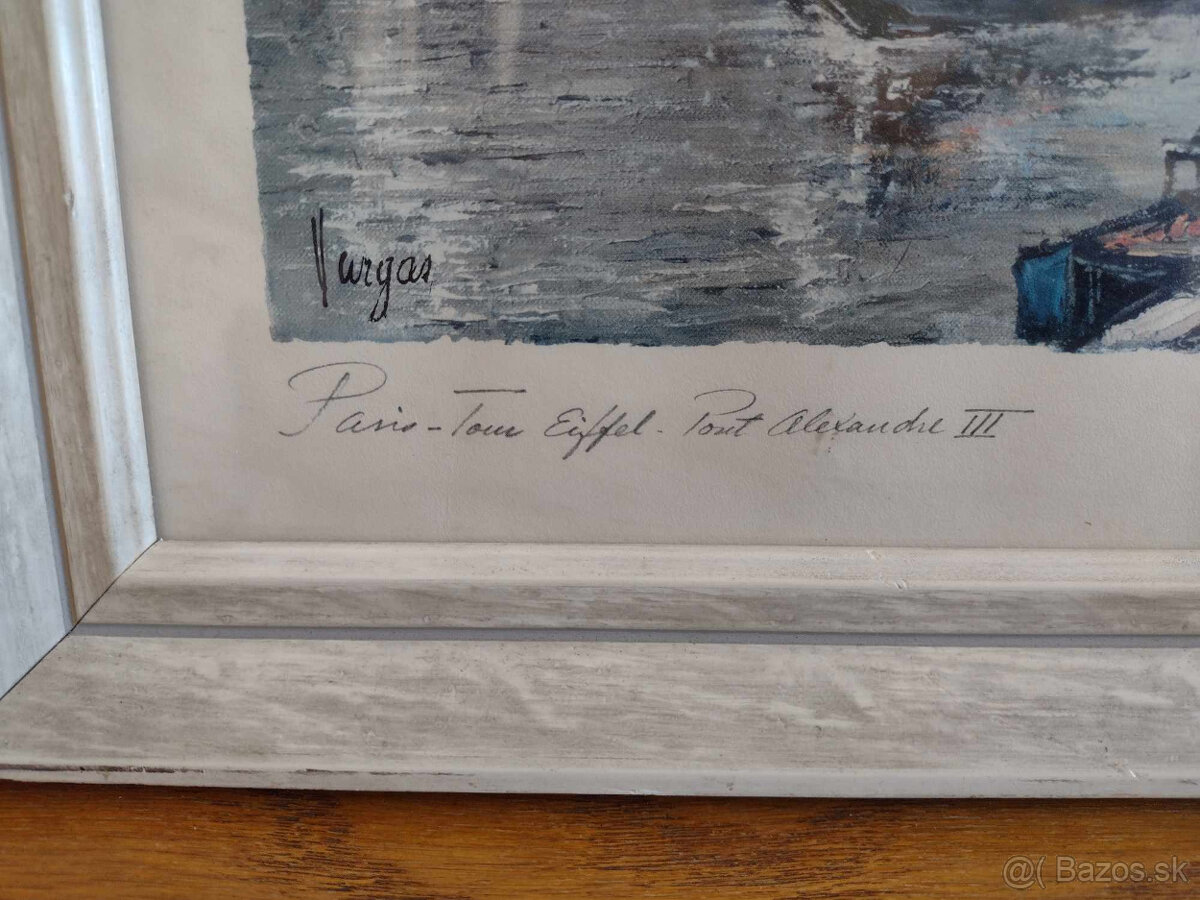 Vargas
Paris - Tour Eiffel - Pont Alexandre III
@( Bazos.sk